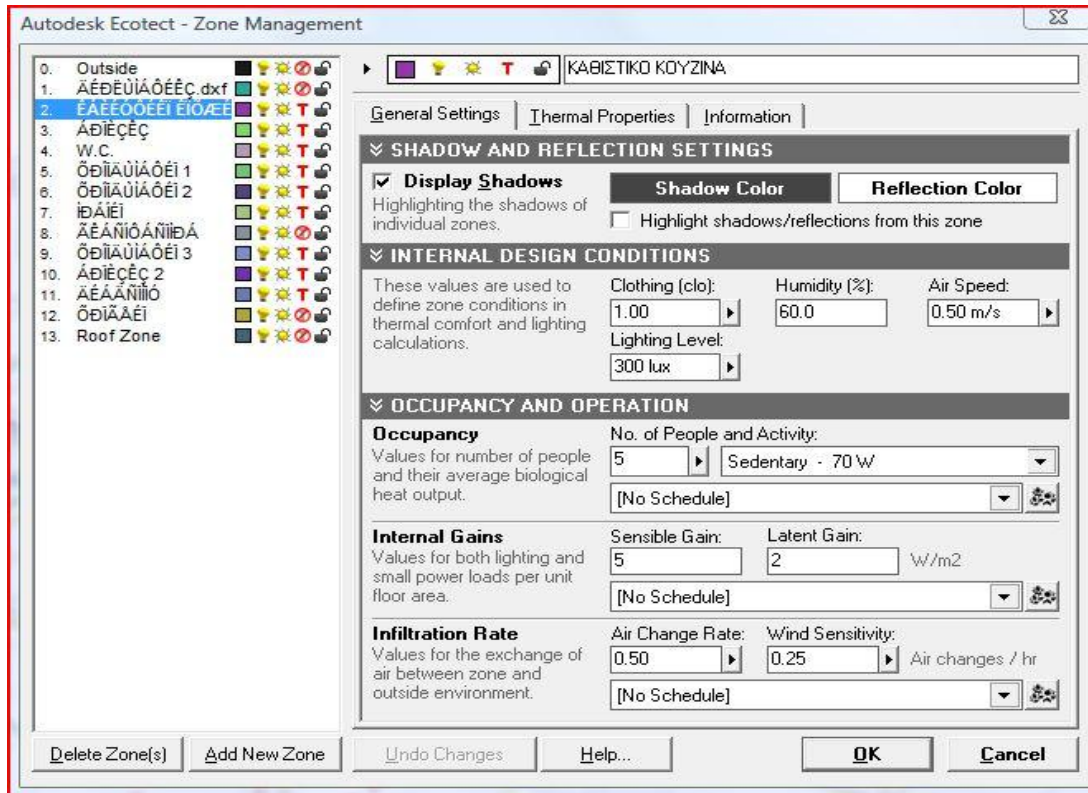 Autodesk Ecotect - Zone Management
0. Outside
1. ÄÉÐËÙÌÁÔÉÊÇ.dxf
2. ÊÁÈÉÓÔÉÊÏ ÊÏÕÆÉ
3. ÁÐÏÈÇÊÇ
4. W.C.
5. ÕÐÍÏÄÙÌÁÔÉÏ 1
6. ÕÐÍÏÄÙÌÁÔÉÏ 2
7. ÌÐÁÍÉÏ
8. ÃÊÁÑÏÔÁÑÏÌÐÁ
9. ÕÐÍÏÄÙÌÁÔÉÏ 3
10. ÁÐÏÈÇÊÇ 2
11. ÄÉÁÄÑÏÌÏÓ
12. ÕÐÏÃÅÉÏ
13. Roof Zone
ΚΑΘΙΣΤΙΚΟ ΚΟΥΖΙΝΑ
General Settings Thermal Properties Information
SHADOW AND REFLECTION SETTINGS
Display Shadows Shadow Color Reflection Color
Highlighting the shadows of
individual zones.
Highlight shadows/reflections from this zone
INTERNAL DESIGN CONDITIONS
These values are used to
define zone conditions in
thermal comfort and lighting
calculations.
Clothing (clo): Humidity (%): Air Speed:
1.00 60.0 0.50 m/s
Lighting Level:
300 lux
OCCUPANCY AND OPERATION
Occupancy
Values for number of people
and their average biological
heat output.
No. of People and Activity:
5 Sedentary - 70 W
[No Schedule]
Internal Gains
Values for both lighting and
small power loads per unit
floor area.
Sensible Gain: Latent Gain:
5 2 W/m2
[No Schedule]
Infiltration Rate
Values for the exchange of
air between zone and
outside environment.
Air Change Rate: Wind Sensitivity:
0.50 0.25 Air changes / hr
[No Schedule]
Delete Zone(s) Add New Zone Undo Changes Help... OK Cancel